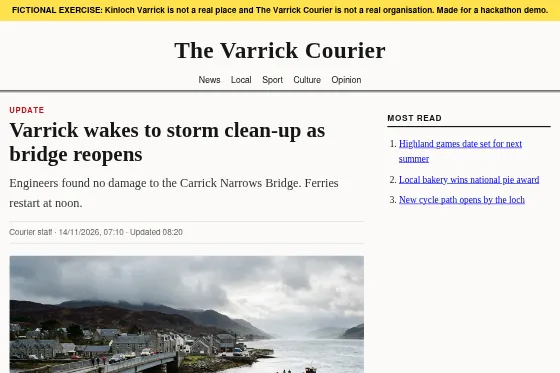 FICTIONAL EXERCISE: Kinloch Varrick is not a real place and The Varrick Courier is not a real organisation. Made for a hackathon demo.
The Varrick Courier
News Local Sport Culture Opinion
UPDATE
Varrick wakes to storm clean-up as
bridge reopens
Engineers found no damage to the Carrick Narrows Bridge. Ferries
restart at noon.
Courier staff · 14/11/2026, 07:10 · Updated 08:20
MOST READ
1. Highland games date set for next
summer
2. Local bakery wins national pie award
3. New cycle path opens by the loch